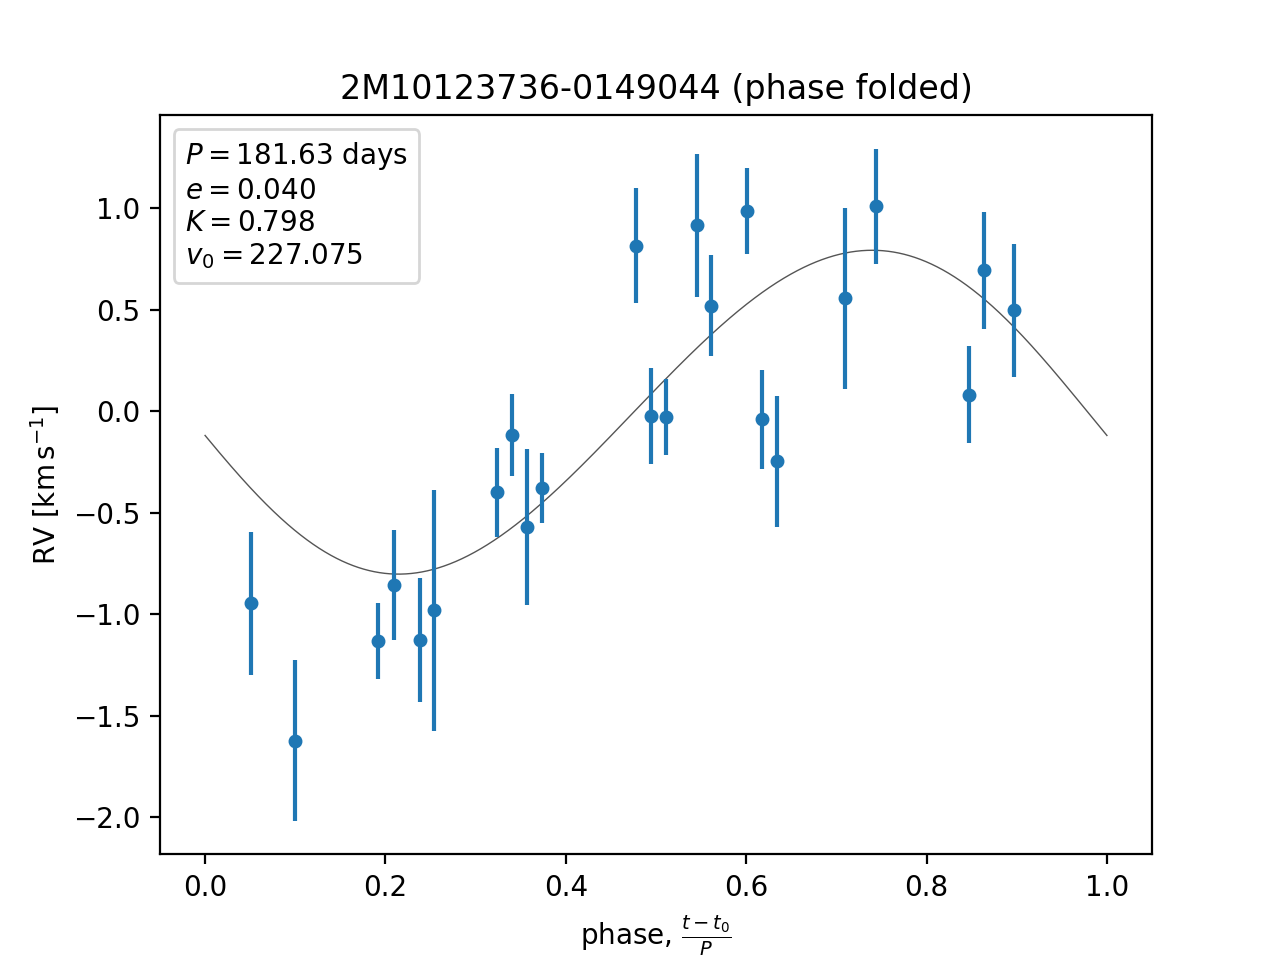 2M10123736-0149044 (phase folded)
P = 181.63 days
e = 0.040
K = 0.798
v₀ = 227.075
RV [km s⁻¹]
1.0
0.5
0.0
−0.5
−1.0
−1.5
−2.0
0.0 0.2 0.4 0.6 0.8 1.0
phase, (t − t₀)/P